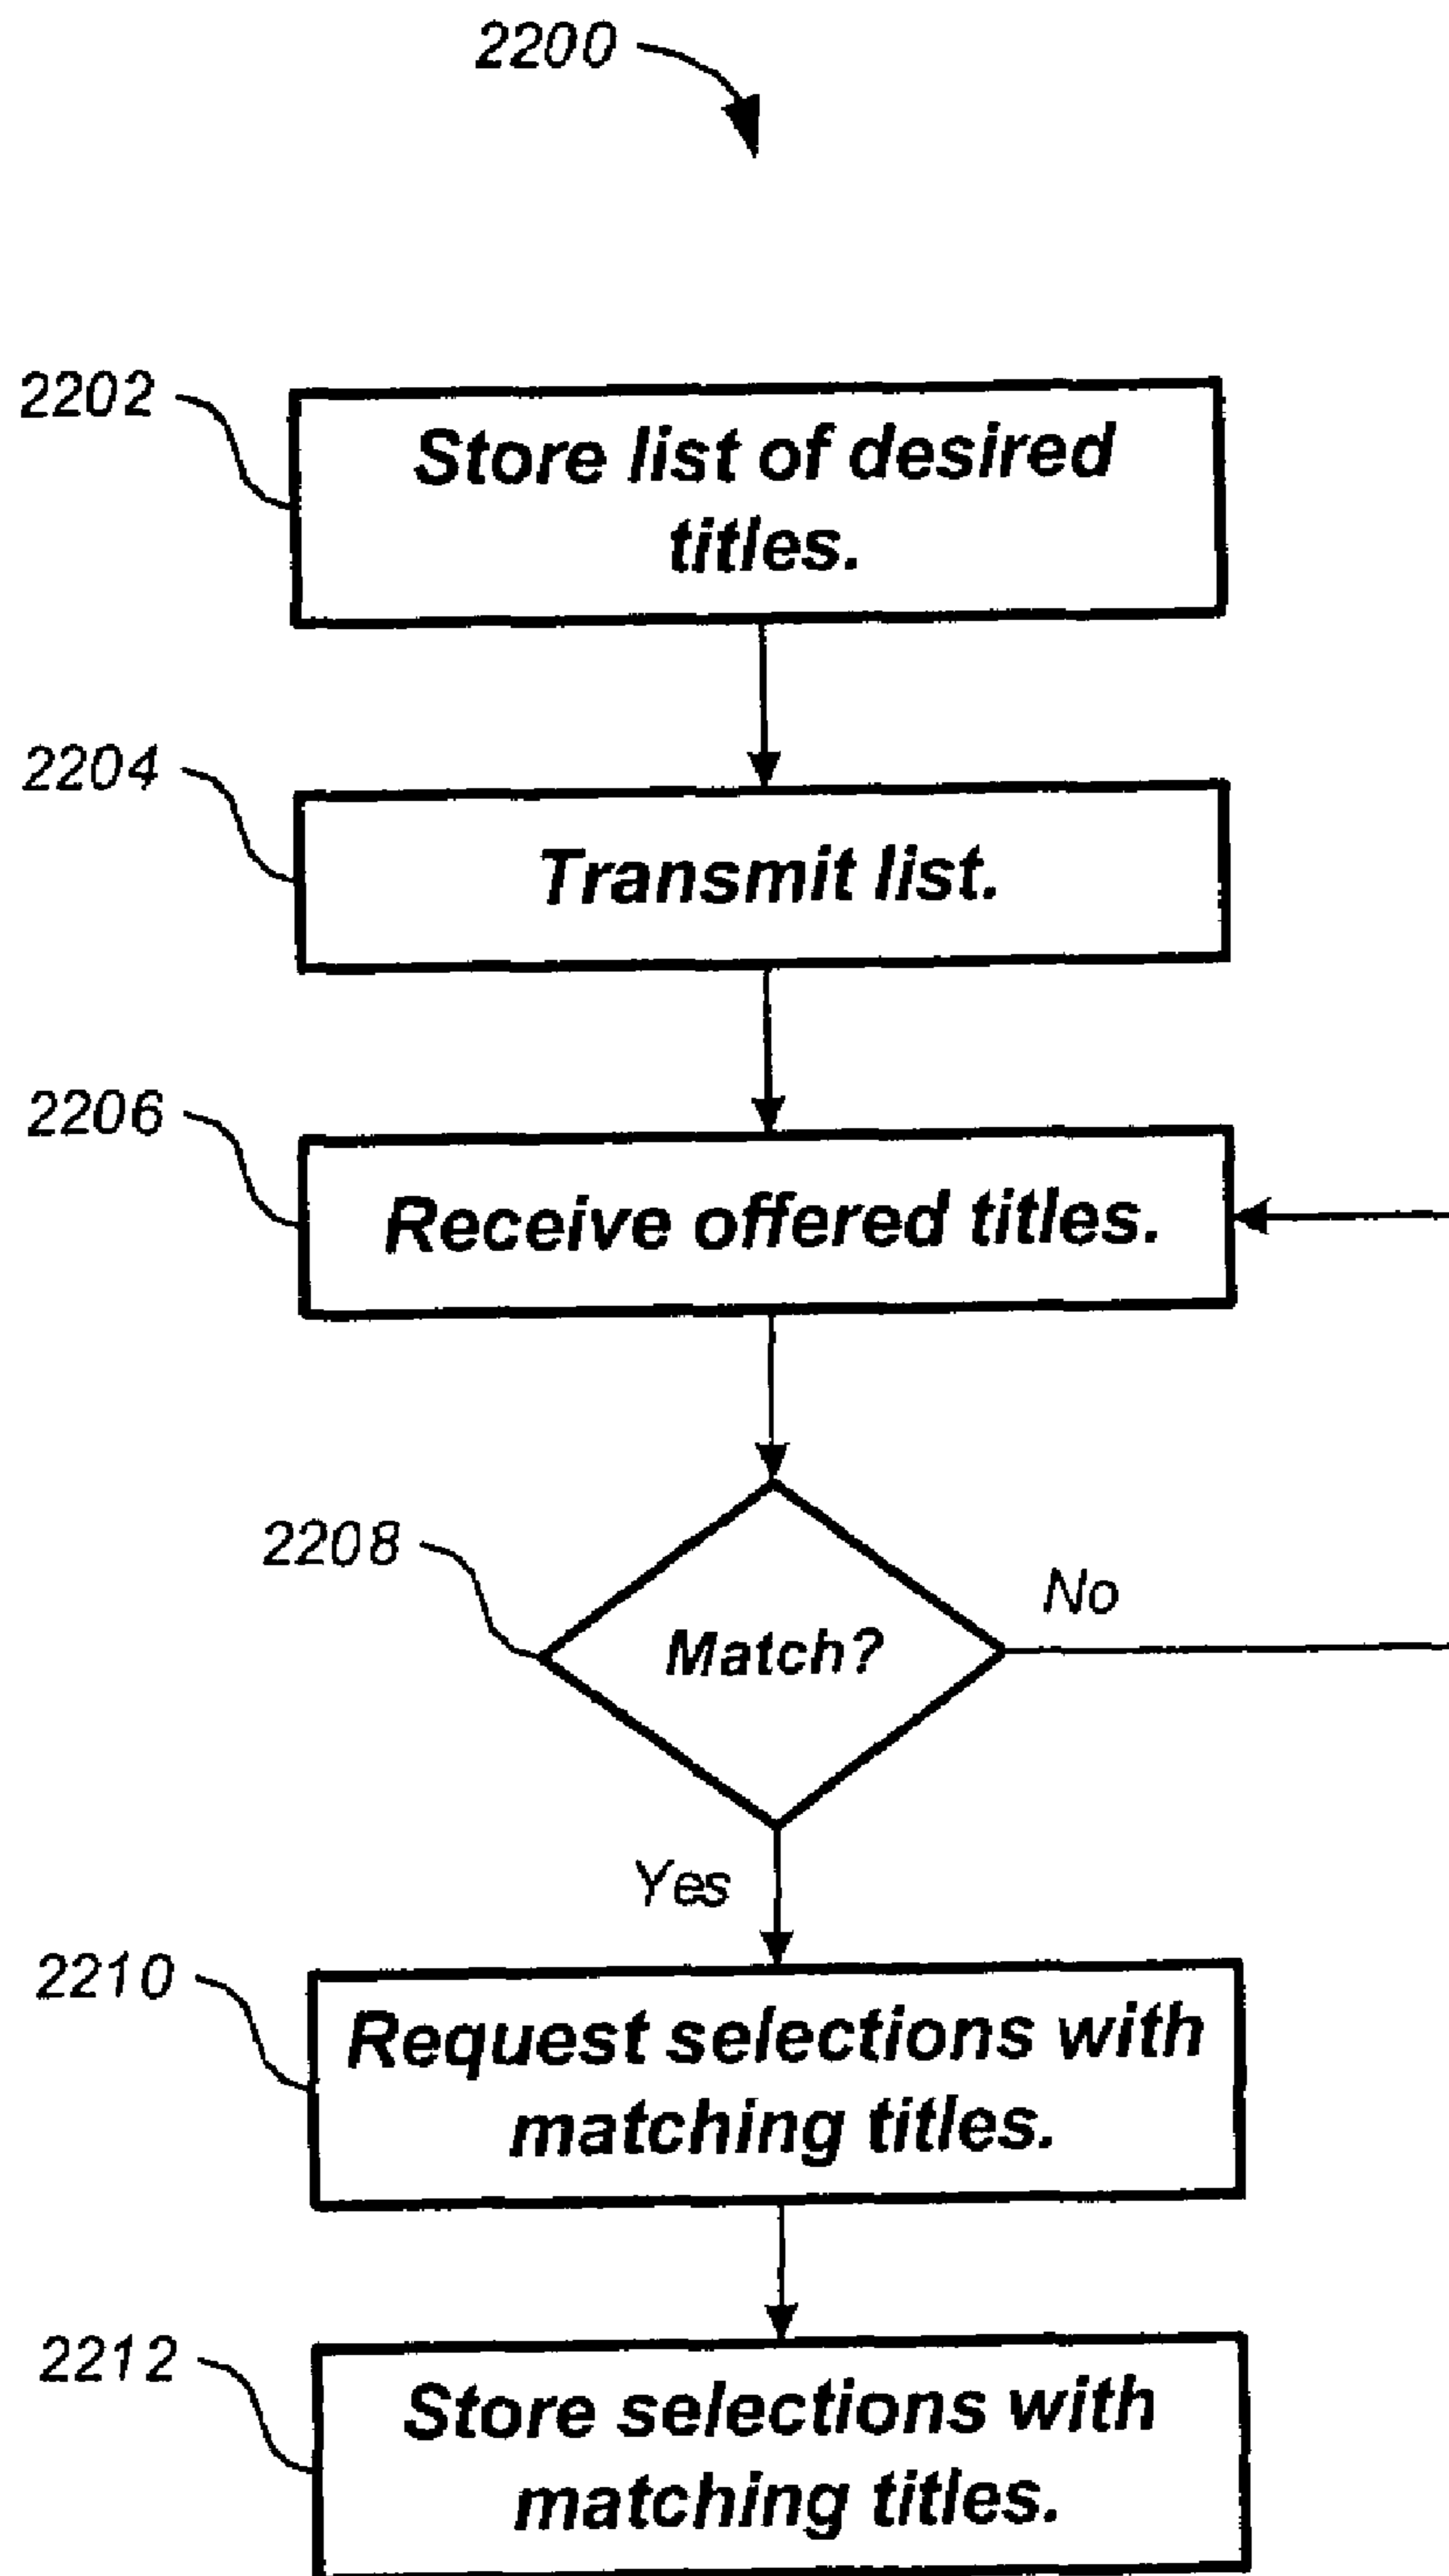 2200
2202
Store list of desired
titles.
2204
Transmit list.
2206
Receive offered titles.
2208
Match?
No
Yes
2210
Request selections with
matching titles.
2212
Store selections with
matching titles.